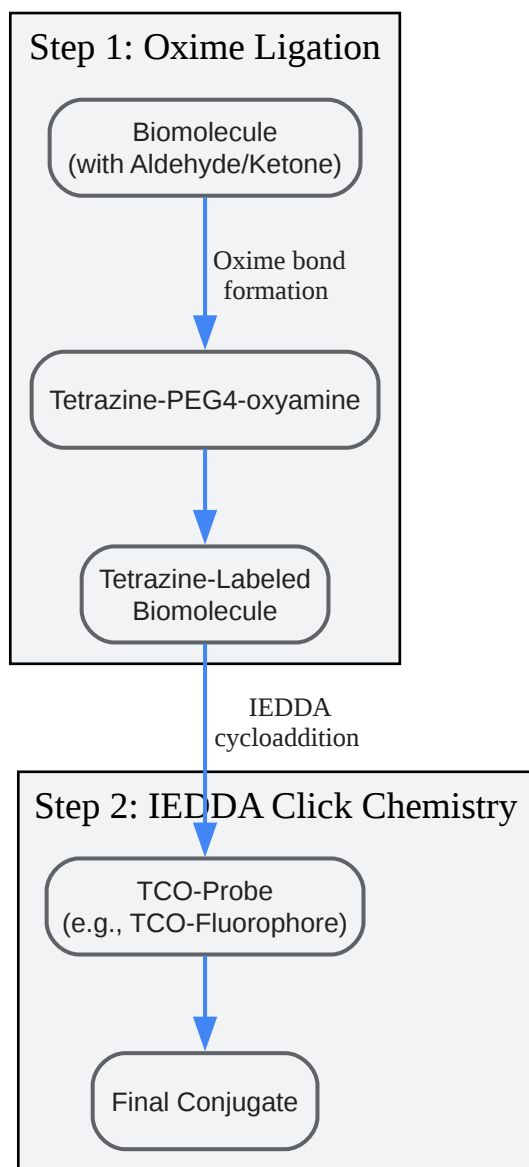 Step 1: Oxime Ligation
Biomolecule
(with Aldehyde/Ketone)
Oxime bond
formation
Tetrazine-PEG4-oxyamine
Tetrazine-Labeled
Biomolecule
IEDDA
cycloaddition
Step 2: IEDDA Click Chemistry
TCO-Probe
(e.g., TCO-Fluorophore)
Final Conjugate